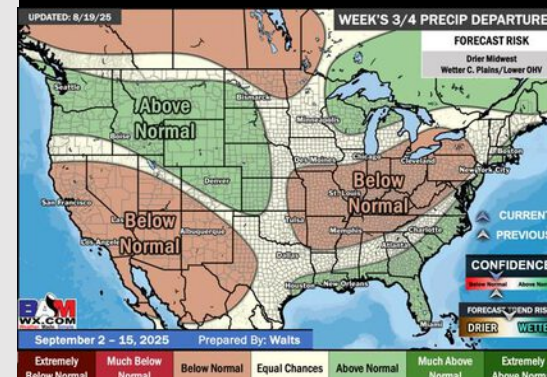 UPDATED: 8/19/25
WEEK'S 3/4 PRECIP DEPARTURE
FORECAST RISK
Drier Midwest
Wetter C. Plains/Lower OHV
Seattle
Above
Normal
Bismarck
Minneapolis
Boise
Boston
Chicago
Cleveland
New York City
Des Moines
Denver
Below
Normal
San Francisco
St. Louis
Las
Below
Normal
Los Angeles
Albuquerque
Tulsa
Memphis
Charlotte
Atlanta
Dallas
Houston
New Orleans
Miami
CURRENT
PREVIOUS
CONFIDENCE
Below Normal
Above Nor
FORECAST TREND RIS
DRIER
WETTE
BAM
WX.COM
September 2 – 15, 2025
Prepared By: Walts
Extremely
Below Normal
Much Below
Normal
Below Normal
Equal Chances
Above Normal
Much Above
Normal
Extremely
Above Normal